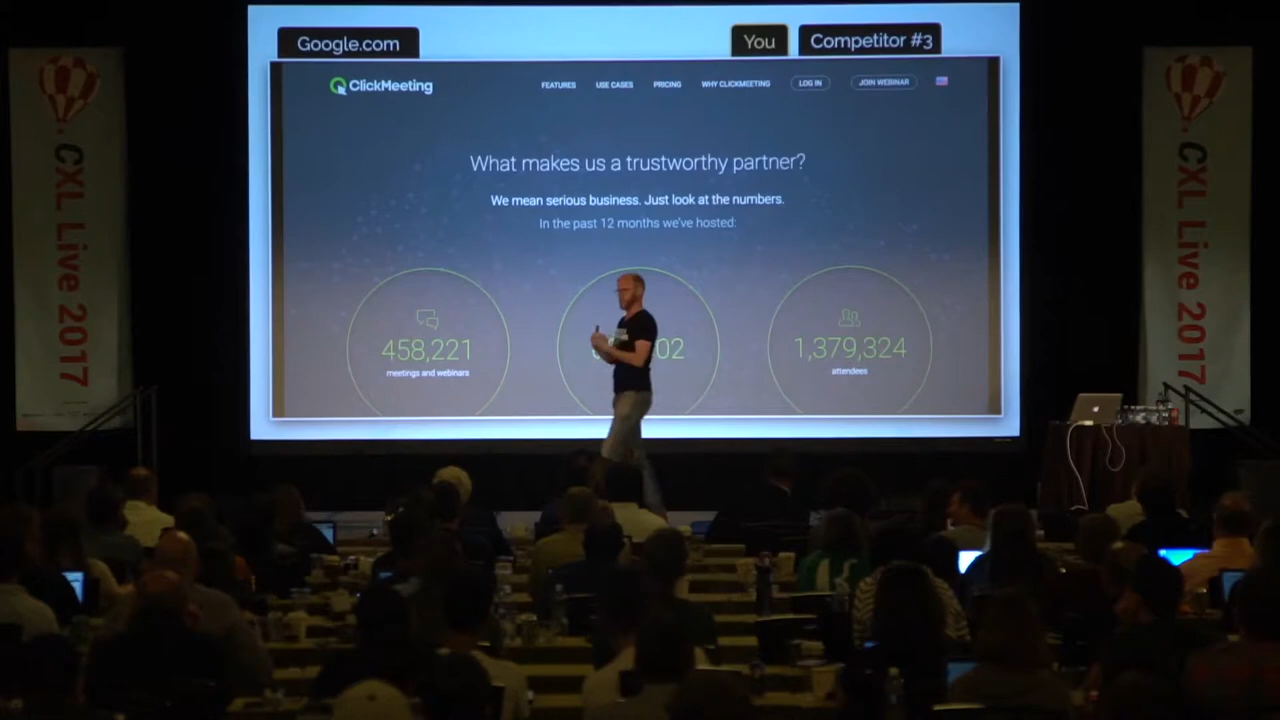 Google.com
You
Competitor #3
ClickMeeting
FEATURES
USE CASES
PRICING
WHY CLICKMEETING
LOG IN
JOIN WEBINAR
What makes us a trustworthy partner?
We mean serious business. Just look at the numbers.
In the past 12 months we've hosted:
458,221
meetings and webinars
02
1,379,324
attendees
CXL Live 2017
CXL Live 2017